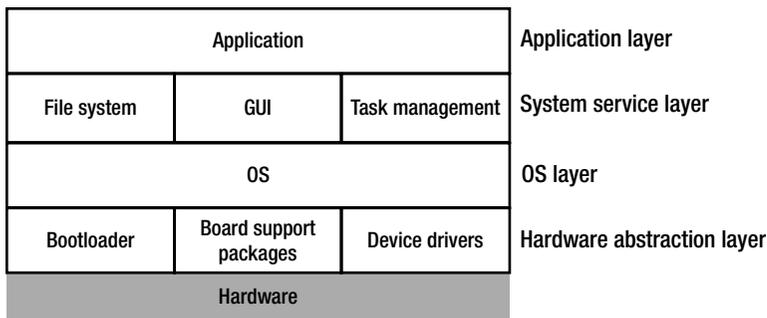 Application
Application layer
File system
GUI
Task management
System service layer
OS
OS layer
Bootloader
Board support
packages
Device drivers
Hardware abstraction layer
Hardware